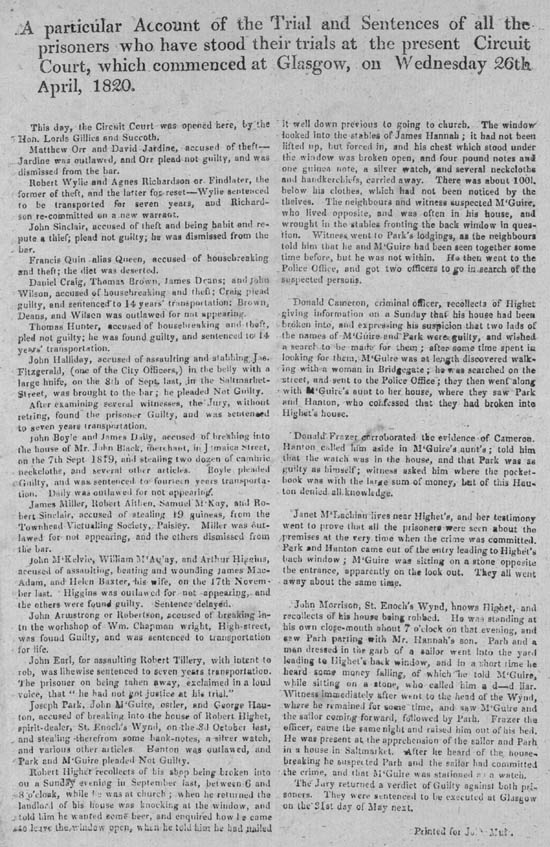 A particular Account of the Trial and Sentences of all the
prisoners who have stood their trials at the present Circuit
Court, which commenced at Glasgow, on Wednesday 26th
April, 1820.
This day, the Circuit Court was opened here, by the
Hon. Lords Gillies and Succoth.
Matthew Orr and David Jardine, accused of theft—
Jardine was outlawed, and Orr plead not guilty, and was
dismissed from the bar.
Robert Wylie and Agnes Richardson or Findlater, the
former of theft, and the latter for reset—Wylie sentenced
to be transported for seven years, and Richard-
son re-committed on a new warrant.
John Sinclair, accused of theft and being habit and re-
pute a thief; plead not guilty; he was dismissed from the
bar.
Francis Quin alias Queen, accused of housebreaking
and theft; the diet was deserted.
Daniel Craig, Thomas Brown, James Deans; and John
Wilson, accused of housebreaking and theft; Craig plead
guilty, and sentenced to 14 years' transportation; Brown,
Deans, and Wilson was outlawed for not appearing.
Thomas Hunter, accused of housebreaking and theft,
pled not guilty; he was found guilty, and sentenced to 14
years' transportation.
John Halliday, accused of assaulting and stabbing Jas.
Fitzgerald, (one of the City Officers,) in the belly with a
large knife, on the 8th of Sept. last, in the Saltmarket-
Street, was brought to the bar; he pleaded Not Guilty.
After examining several witnesses, the Jury, without
retiring, found the prisoner Guilty, and was sentenced
to seven years transportation.
John Boyle and James Daily, accused of breaking into
the house of Mr. John Black, merchant, in Jamaica Street,
on the 7th Sept. 1819, and stealing two dozen of cambric
neckcloths, and several other articles. Boyle pleaded
Guilty, and was sentenced to fourteen years transporta-
tion. Daily was outlawed for not appearing.
James Miller, Robert Aitken, Samuel M'Kay, and Ro-
bert Sinclair, accused of stealing 19 guineas, from the
Townhead Victualling Society, Paisley. Miller was out-
lawed for not appearing, and the others dismissed from
the bar.
John M'Kelvie, William and Arthur Higgins,
accused of assaulting, beating and wounding James Mac-
Adam, and Helen Baxter, his wife, on the 17th Novem-
ber last. Higgins was outlawed for not appearing, and
the others were found guilty. Sentence delayed.
John Armstrong or Robertson, accused of breaking in-
to the workshop of Wm. Chapman wright, High-street,
was found Guilty, and was sentenced to transportation
for life.
John Earl, for assaulting Robert Tillery, with intent to
rob, was likewise sentenced to seven years transportation.
The prisoner on being taken away, exclaimed in a loud
voice, that "he had not got justice at his trial."
Joseph Park, John M'Guire, ostler, and George Hau-
ton, accused of breaking into the house of Robert Highet,
spirit-dealer, St. Enoch's Wynd, on the 3d October last,
and stealing therefrom some bank-notes, a silver watch,
and various other articles. Hanton was outlawed, and
Park and M'Guire pleaded Not Guilty.
Robert Highet recollects of his shop being broken into
on a Sunday evening in September last, between 6 and
8 o'clock, while he was at church; when he returned the
landlord of his house was knocking at the window, and
told him he wanted some beer, and enquired how he came
to leave the window open, when he told him he had nailed
it well down previous to going to church. The window
looked into the stables of James Hannah; it had not been
lifted up, but forced in, and his chest which stood under
the window was broken open, and four pound notes and
one guinea note, a silver watch, and several neckcloths
and handkerchiefs, carried away. There was about 100l.
below his clothes, which had not been noticed by the
theives. The neighbours and witness suspected M'Guire,
who lived opposite, and was often in his house, and
wrought in the stables fronting the back window in ques-
tion. Witness went to Park's lodgings, as the neighbours
told him that he and M'Guire had been seen together some
time before, but he was not within. He then went to the
Police Office, and got two officers to go in search of the
suspected persons.
Donald Cameron, criminal officer, recollects of Highet
giving information on a Sunday that his house had been
broken into, and expressing his suspicion that two lads of
the names of M'Guire and Park were guilty, and wished
a search to be made for them; after some time spent in
looking for them, M'Guire was at length discovered walk-
ing with a woman in Bridgegate; he was searched on the
street, and sent to the Police Office; they then went along
with M'Guire's aunt to her house, where they saw Park
and Hanton, who confessed that they had broken into
Highet's house.
Donald Frazer corroborated the evidence of Cameron.
Hanton called him aside in M'Guire's aunt's; told him
that the watch was in the house, and that Park was as
guilty as himself; witness asked him where the pocket-
book was with the large sum of money, but of this Hau-
ton denied all knowledge.
Janet M'Lachlan lives near Highet's, and her testimony
went to prove that all the prisoners were seen about the
premises at the very time when the crime was committed.
Park and Hanton came out of the entry leading to Highet's
back window; M'Guire was sitting on a stone opposite
the entrance, apparently on the look out. They all went
away about the same time.
John Morrison, St. Enoch's Wynd, knows Highet, and
recollects of his house being robbed. He was standing at
his own close-mouth about 7 o'clock on that evening, and
saw Park parting with Mr. Hannah's son. Park and a
man dressed in the garb of a sailor went into the yard
leading to Highet's back window, and in a short time he
heard some money falling, of which he told M'Guire,
while sitting on a stone, who called him a d—d liar.
Witness immediately after went to the head of the Wynd,
where he remained for some time, and saw M'Guire and
the sailor coming forward, followed by Park. Frazer the
officer, came the same night and raised him out of his bed.
He was present at the apprehension of the sailor and Park
in a house in Saltmarket. After he heard of the house-
breaking he suspected Park and the sailor had committed
the crime, and that M'Guire was stationed as a watch.
The Jury returned a verdict of Guilty against both pri-
soners. They were sentenced to be executed at Glasgow
on the 31st day of May next.
Printed for John Muir.